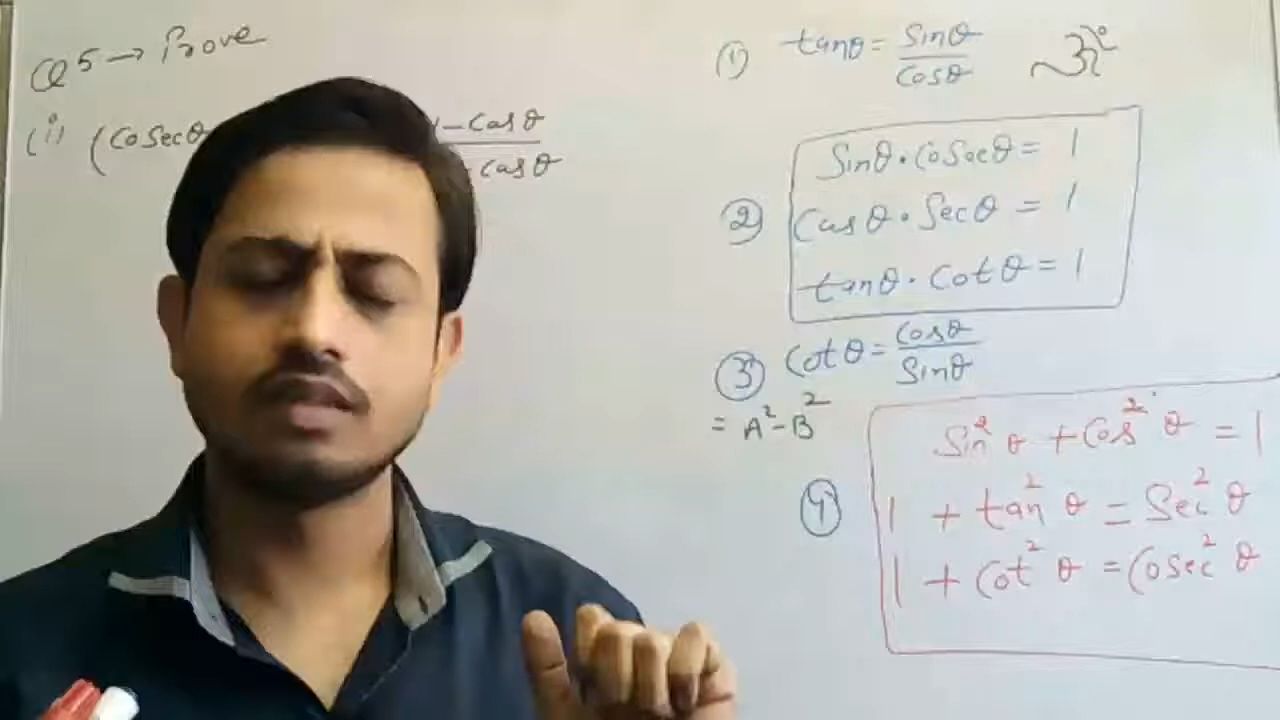 Q5→ Prove
(i) (Cosecθ
1-Cosθ
Cosθ
① tanθ = Sinθ/Cosθ
② Sinθ·Cosecθ = 1
Cosθ·Secθ = 1
tanθ·Cotθ = 1
③ Cotθ = Cosθ/Sinθ
= A²-B²
④ Sin²θ + Cos²θ = 1
1 + tan²θ = Sec²θ
1 + Cot²θ = Cosec²θ